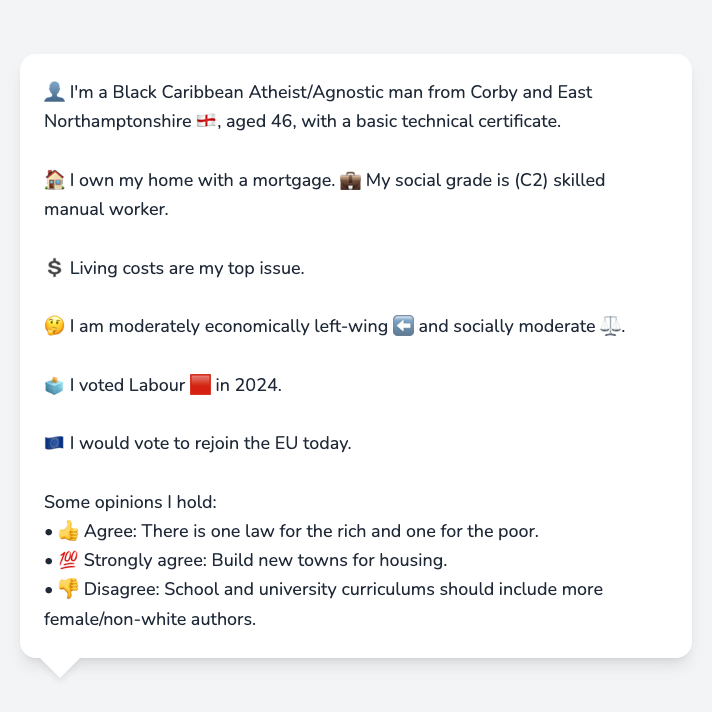 👤 I'm a Black Caribbean Atheist/Agnostic man from Corby and East
Northamptonshire 🏴󠁧󠁢󠁥󠁮󠁧󠁿, aged 46, with a basic technical certificate.
🏠 I own my home with a mortgage. 💼 My social grade is (C2) skilled
manual worker.
💲 Living costs are my top issue.
🤔 I am moderately economically left-wing ⬅️ and socially moderate ⚖️.
🗳️ I voted Labour 🟥 in 2024.
🇪🇺 I would vote to rejoin the EU today.
Some opinions I hold:
• 👍 Agree: There is one law for the rich and one for the poor.
• 💯 Strongly agree: Build new towns for housing.
• 👎 Disagree: School and university curriculums should include more
female/non-white authors.